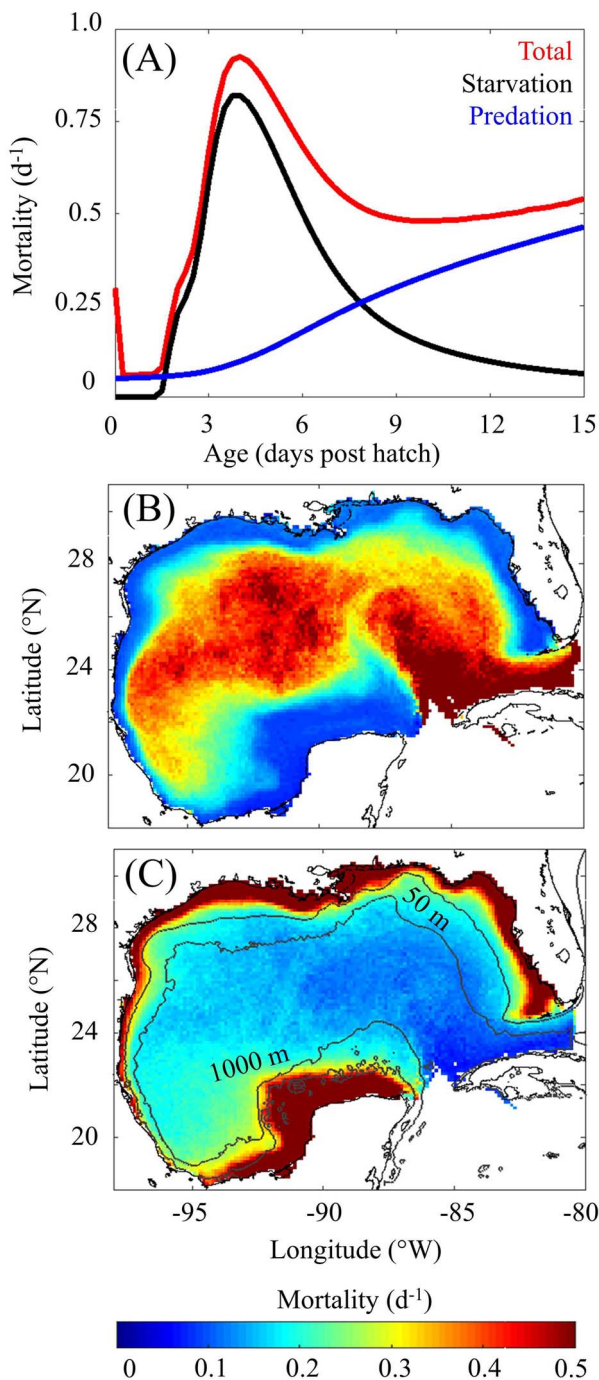 (A)
Total
Starvation
Predation
1.0
0.75
0.5
0.25
0
Mortality (d-1)
0 3 6 9 12 15
Age (days post hatch)
(B)
28
24
20
Latitude (°N)
(C)
50 m
1000 m
28
24
20
Latitude (°N)
-95 -90 -85 -80
Longitude (°W)
Mortality (d-1)
0 0.1 0.2 0.3 0.4 0.5